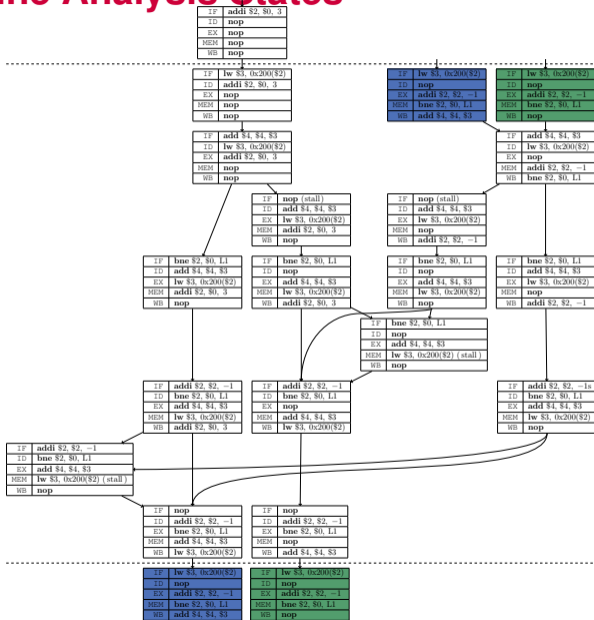 ine Analysis States
IF addi $2, $0, 3
ID nop
EX nop
MEM nop
WB nop
IF lw $3, 0x200($2)
ID addi $2, $0, 3
EX nop
MEM nop
WB nop
IF lw $3, 0x200($2)
ID nop
EX addi $2, $2, −1
MEM bne $2, $0, L1
WB add $4, $4, $3
IF lw $3, 0x200($2)
ID nop
EX addi $2, $2, −1
MEM bne $2, $0, L1
WB nop
IF add $4, $4, $3
ID lw $3, 0x200($2)
EX addi $2, $0, 3
MEM nop
WB nop
IF add $4, $4, $3
ID lw $3, 0x200($2)
EX nop
MEM addi $2, $2, −1
WB bne $2, $0, L1
IF nop (stall)
ID add $4, $4, $3
EX lw $3, 0x200($2)
MEM addi $2, $0, 3
WB nop
IF nop (stall)
ID add $4, $4, $3
EX lw $3, 0x200($2)
MEM nop
WB addi $2, $2, −1
IF bne $2, $0, L1
ID add $4, $4, $3
EX lw $3, 0x200($2)
MEM addi $2, $0, 3
WB nop
IF bne $2, $0, L1
ID nop
EX add $4, $4, $3
MEM lw $3, 0x200($2)
WB addi $2, $0, 3
IF bne $2, $0, L1
ID nop
EX add $4, $4, $3
MEM lw $3, 0x200($2)
WB nop
IF bne $2, $0, L1
ID add $4, $4, $3
EX lw $3, 0x200($2)
MEM nop
WB addi $2, $2, −1
IF bne $2, $0, L1
ID nop
EX add $4, $4, $3
MEM lw $3, 0x200($2) (stall)
WB nop
IF addi $2, $2, −1
ID bne $2, $0, L1
EX add $4, $4, $3
MEM lw $3, 0x200($2)
WB addi $2, $0, 3
IF addi $2, $2, −1
ID bne $2, $0, L1
EX nop
MEM add $4, $4, $3
WB lw $3, 0x200($2)
IF addi $2, $2, −1s
ID bne $2, $0, L1
EX add $4, $4, $3
MEM lw $3, 0x200($2)
WB nop
IF addi $2, $2, −1
ID bne $2, $0, L1
EX add $4, $4, $3
MEM lw $3, 0x200($2) (stall)
WB nop
IF nop
ID addi $2, $2, −1
EX bne $2, $0, L1
MEM add $4, $4, $3
WB lw $3, 0x200($2)
IF nop
ID addi $2, $2, −1
EX bne $2, $0, L1
MEM nop
WB add $4, $4, $3
IF lw $3, 0x200($2)
ID nop
EX addi $2, $2, −1
MEM bne $2, $0, L1
WB add $4, $4, $3
IF lw $3, 0x200($2)
ID nop
EX addi $2, $2, −1
MEM bne $2, $0, L1
WB nop